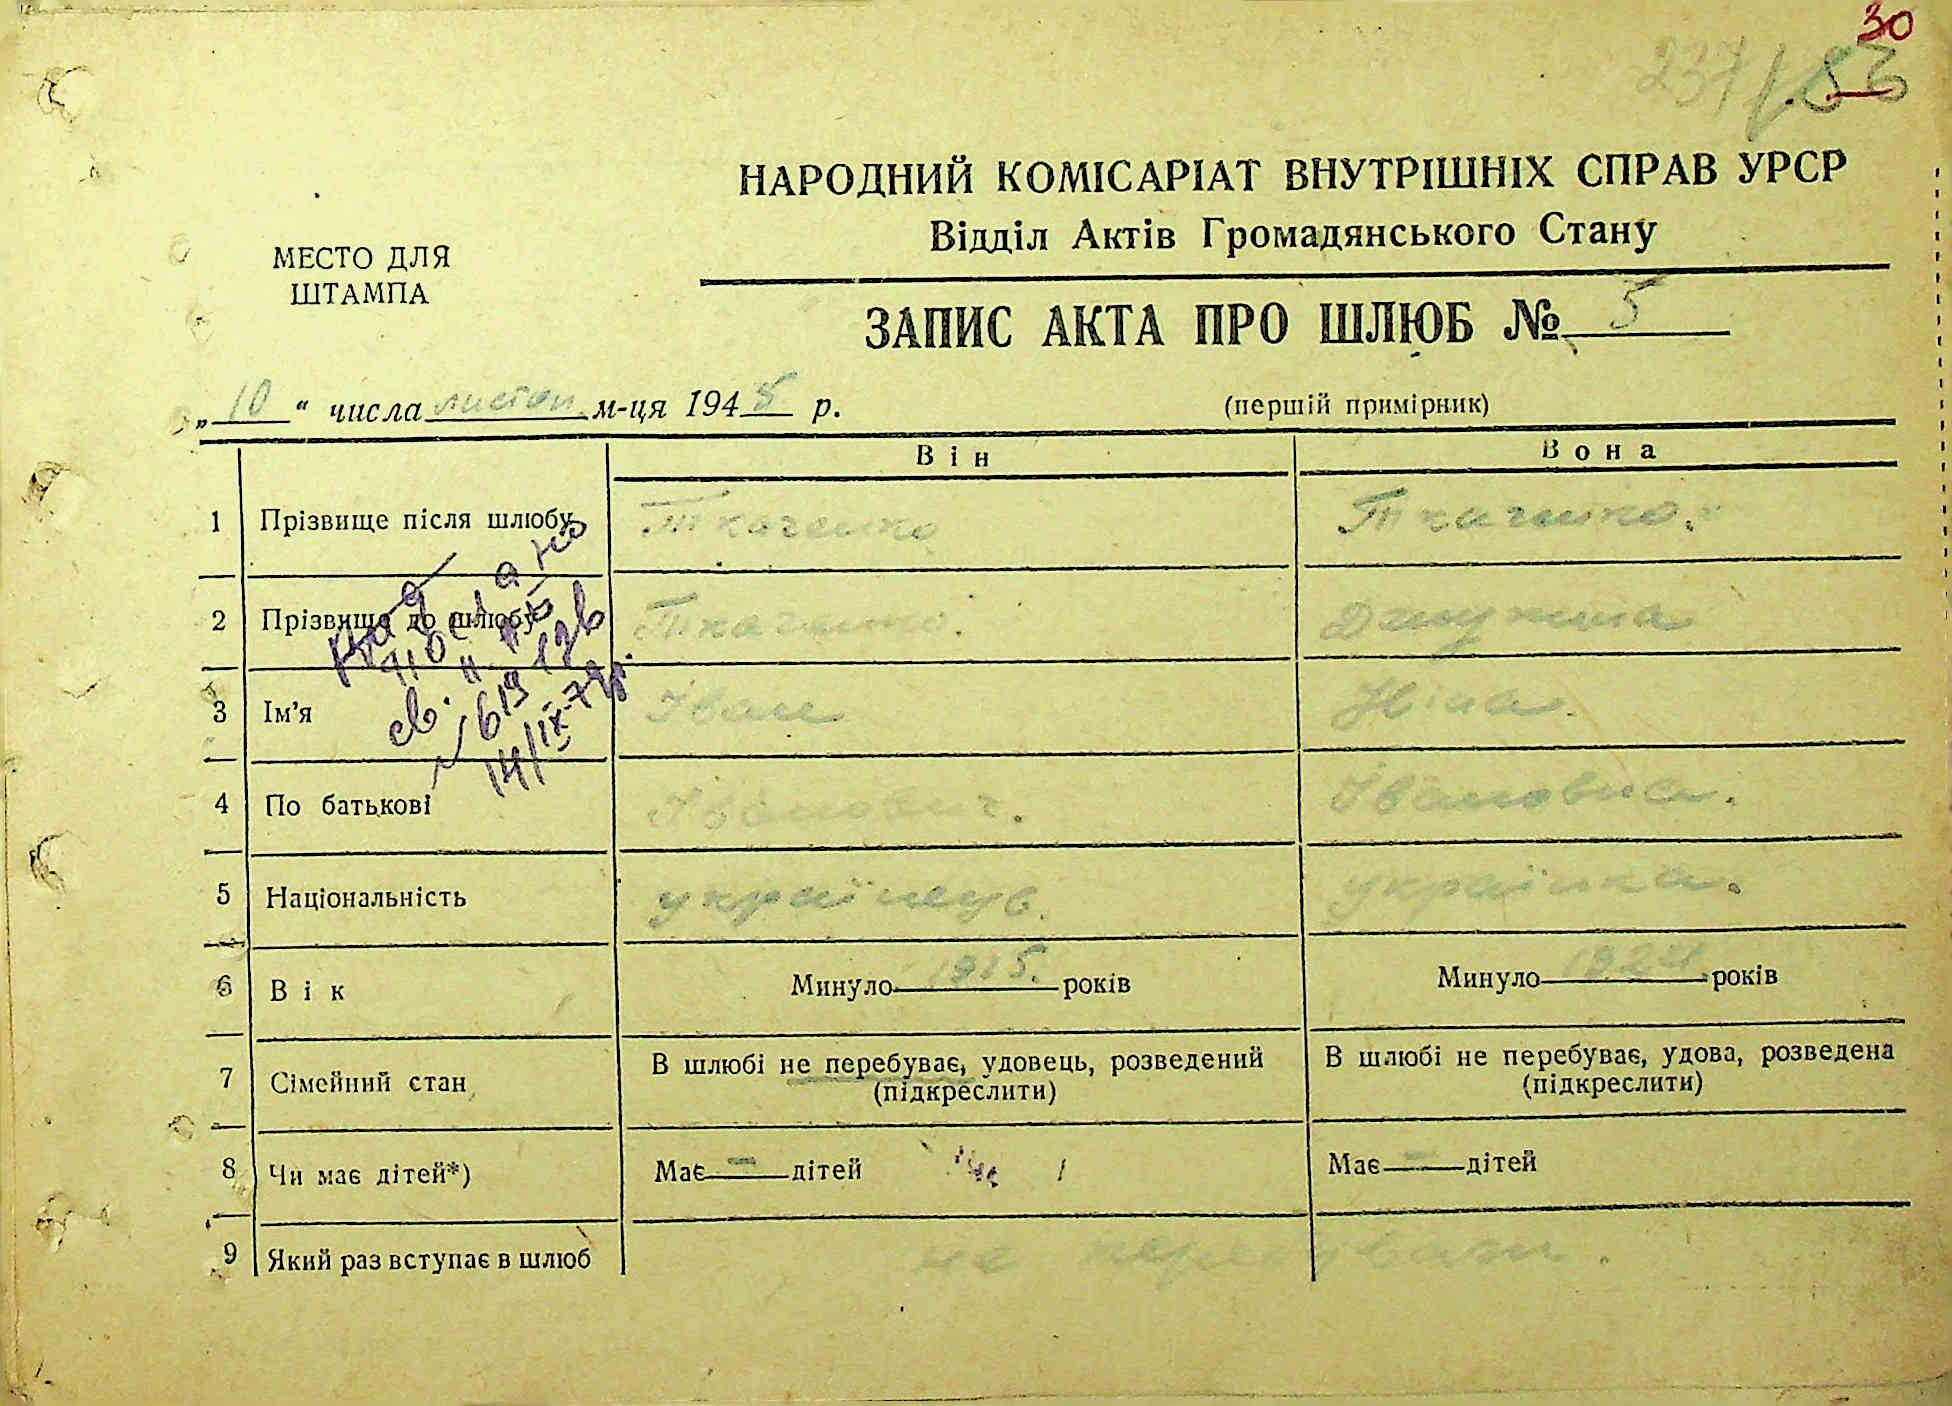 30
237
НАРОДНИЙ КОМІСАРІАТ ВНУТРІШНІХ СПРАВ УРСР
Відділ Актів Громадянського Стану
МЕСТО ДЛЯ
ШТАМПА
ЗАПИС АКТА ПРО ШЛЮБ № 5
„ 10 “ числа листоп. м-ця 1945 р.
(першій примірник)
Він Вона
1 Прізвище після шлюбу Ткаченко Ткаченко.
2 Прізвище до шлюбу Ткаченко.
3 Ім'я Іван Ніна.
4 По батькові Іванович. Івановна.
5 Національність українець. українка.
6 Вік Минуло 1915. років Минуло 1924 років
7 Сімейний стан В шлюбі не перебуває, удовець, розведений В шлюбі не перебуває, удова, розведена
(підкреслити) (підкреслити)
8 Чи має дітей*) Має — дітей Має — дітей
9 Який раз вступає в шлюб не перебували.